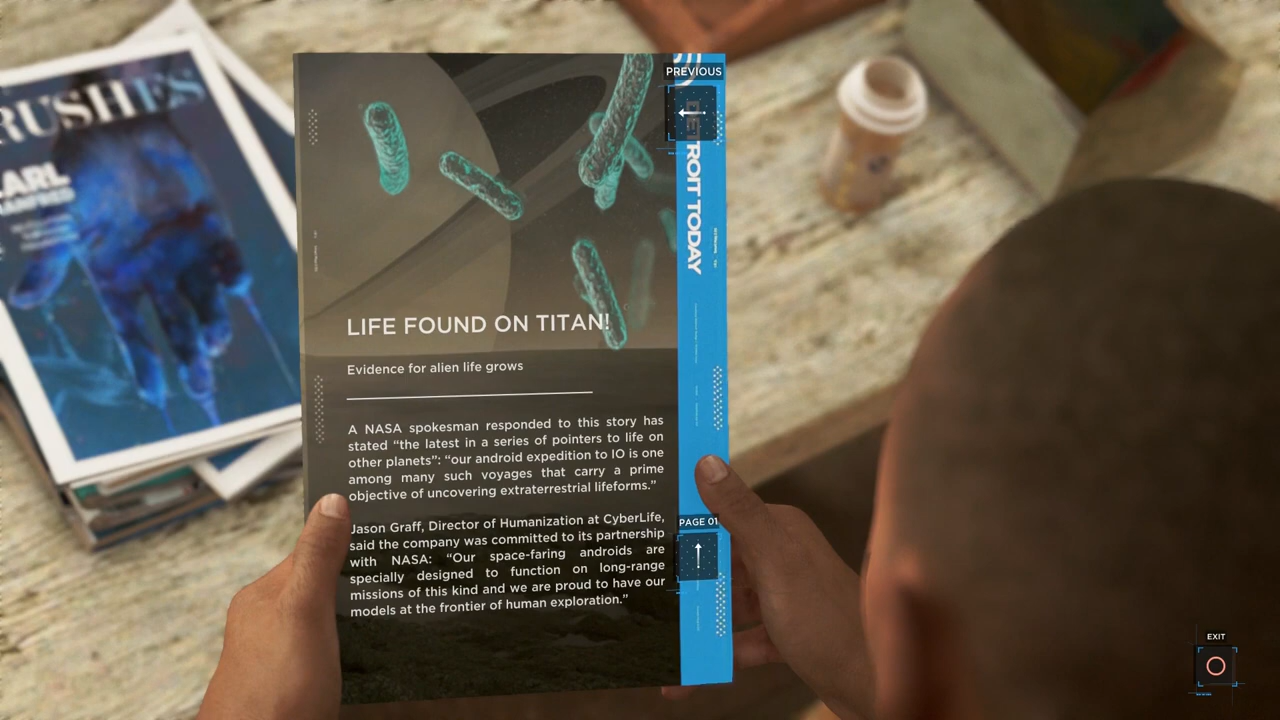 RUSHES
PREVIOUS
DETROIT TODAY
LIFE FOUND ON TITAN!
Evidence for alien life grows
A NASA spokesman responded to this story has
stated “the latest in a series of pointers to life on
other planets”: “our android expedition to IO is one
among many such voyages that carry a prime
objective of uncovering extraterrestrial lifeforms.”
Jason Graff, Director of Humanization at CyberLife,
said the company was committed to its partnership
with NASA: “Our space-faring androids are
specially designed to function on long-range
missions of this kind and we are proud to have our
models at the frontier of human exploration.”
PAGE 01
EXIT